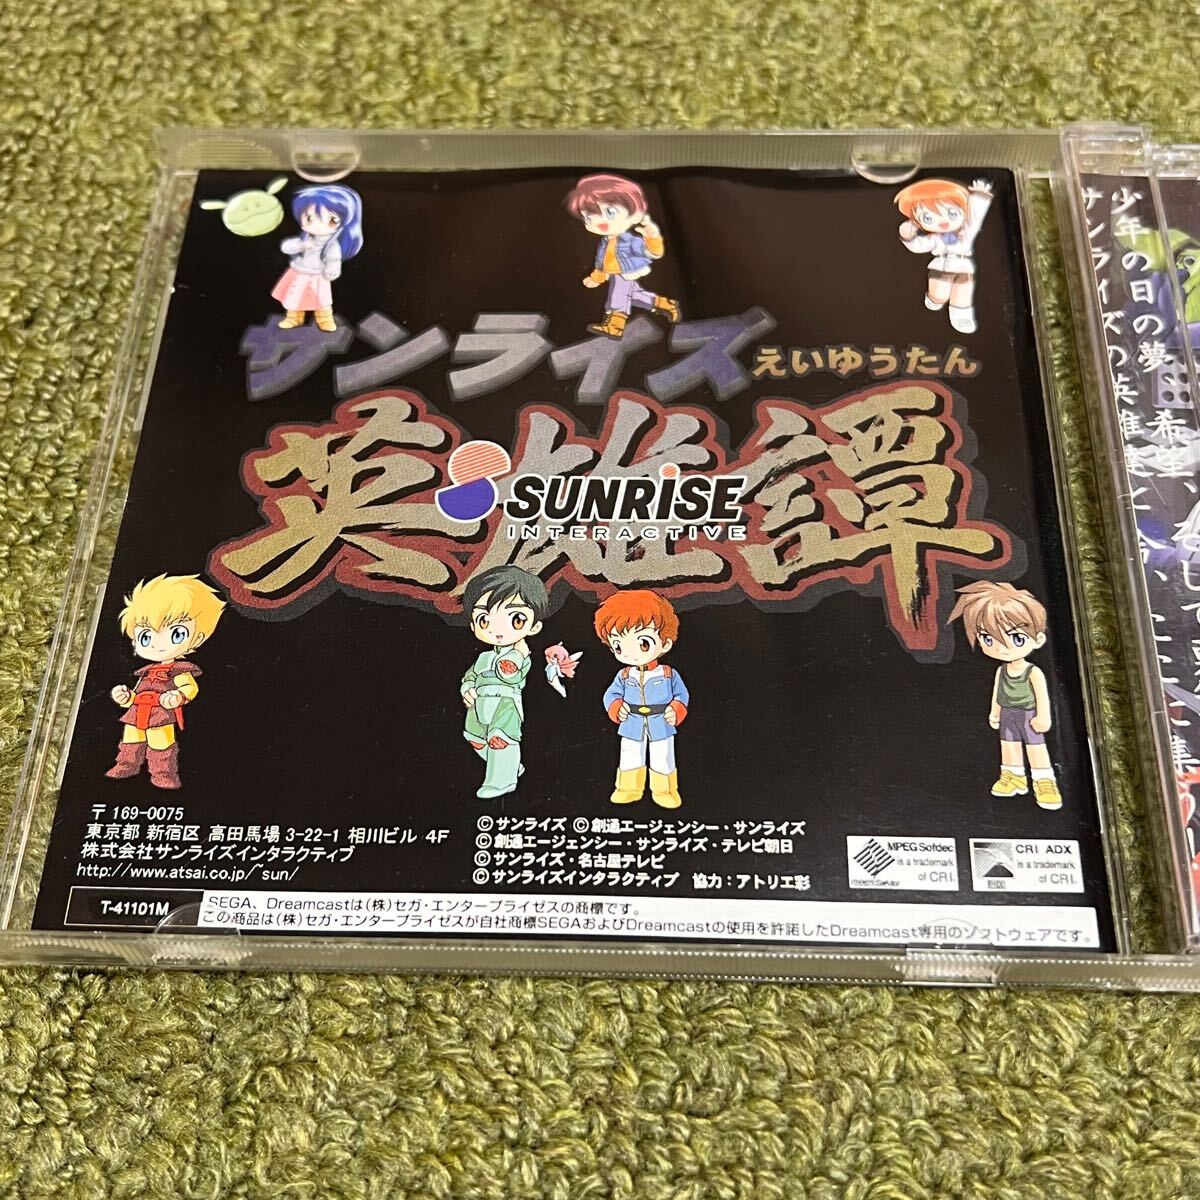 サンライズ
えいゆうたん
英雄譚
SUNRiSE
INTERACTIVE
〒169-0075
東京都 新宿区 高田馬場 3-22-1 相川ビル 4F
株式会社サンライズインタラクティブ
http://www.atsai.co.jp/~sun/
©サンライズ ©創通エージェンシー・サンライズ
©創通エージェンシー・サンライズ・テレビ朝日
©サンライズ・名古屋テレビ
©サンライズインタラクティブ 協力：アトリエ彩
MPEG Sofdec
is a trademark
of CRI.
CRI ADX
is a trademark
of CRI.
T-41101M
SEGA、Dreamcastは(株)セガ・エンタープライゼスの商標です。
この商品は(株)セガ・エンタープライゼスが自社商標SEGAおよびDreamcastの使用を許諾したDreamcast専用のソフトウェアです。
少年の日の夢、希望、そして
サンライズの英雄達と今、ここに集